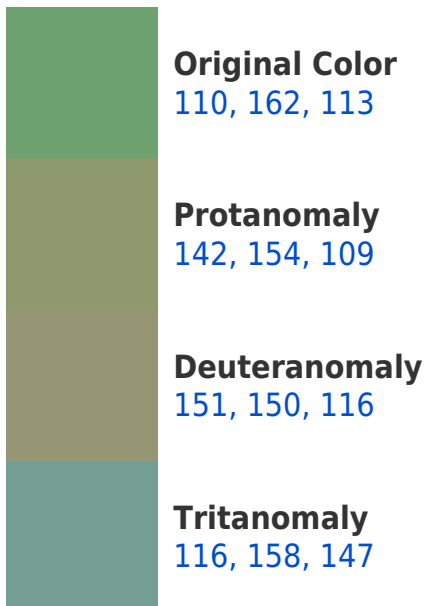 Original Color
110, 162, 113
Protanomaly
142, 154, 109
Deuteranomaly
151, 150, 116
Tritanomaly
116, 158, 147